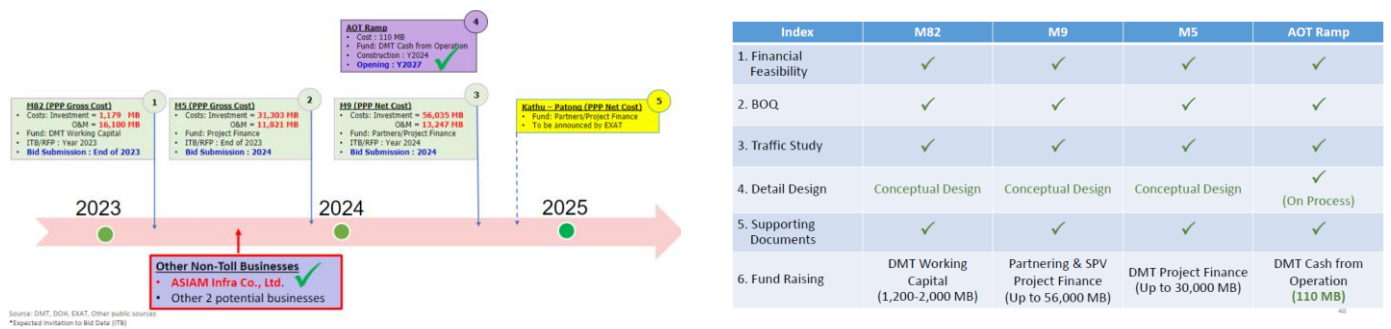 AOT Ramp
• Cost : 110 MB
• Fund: DMT Cash from Operation
• Construction : Y2024
• Opening : Y2027
4
M82 (PPP Gross Cost)
• Costs: Investment = 1,179 MB
O&M = 16,100 MB
• Fund: DMT Working Capital
• ITB/RFP : Year 2023
• Bid Submission : End of 2023
1
M5 (PPP Gross Cost)
• Costs: Investment = 31,303 MB
O&M = 11,821 MB
• Fund: Project Finance
• ITB/RFP : End of 2023
• Bid Submission : 2024
2
M9 (PPP Net Cost)
• Costs: Investment = 56,035 MB
O&M = 13,247 MB
• Fund: Partners/Project Finance
• ITB/RFP : Year 2024
• Bid Submission : 2024
3
Kathu – Patong (PPP Net Cost)
• Fund: Partners/Project Finance
• To be announced by EXAT
5
2023
2024
2025
Other Non-Toll Businesses
• ASIAM Infra Co., Ltd.
• Other 2 potential businesses
Source: DMT, DOH, EXAT, Other public sources
*Expected Invitation to Bid Date (ITB)
Index M82 M9 M5 AOT Ramp
1. Financial
Feasibility ✓ ✓ ✓ ✓
2. BOQ ✓ ✓ ✓ ✓
3. Traffic Study ✓ ✓ ✓ ✓
4. Detail Design Conceptual Design Conceptual Design Conceptual Design ✓
(On Process)
5. Supporting
Documents ✓ ✓ ✓ ✓
6. Fund Raising
DMT Working
Capital
(1,200-2,000 MB)
Partnering & SPV
Project Finance
(Up to 56,000 MB)
DMT Project Finance
(Up to 30,000 MB)
DMT Cash from
Operation
(110 MB)
40